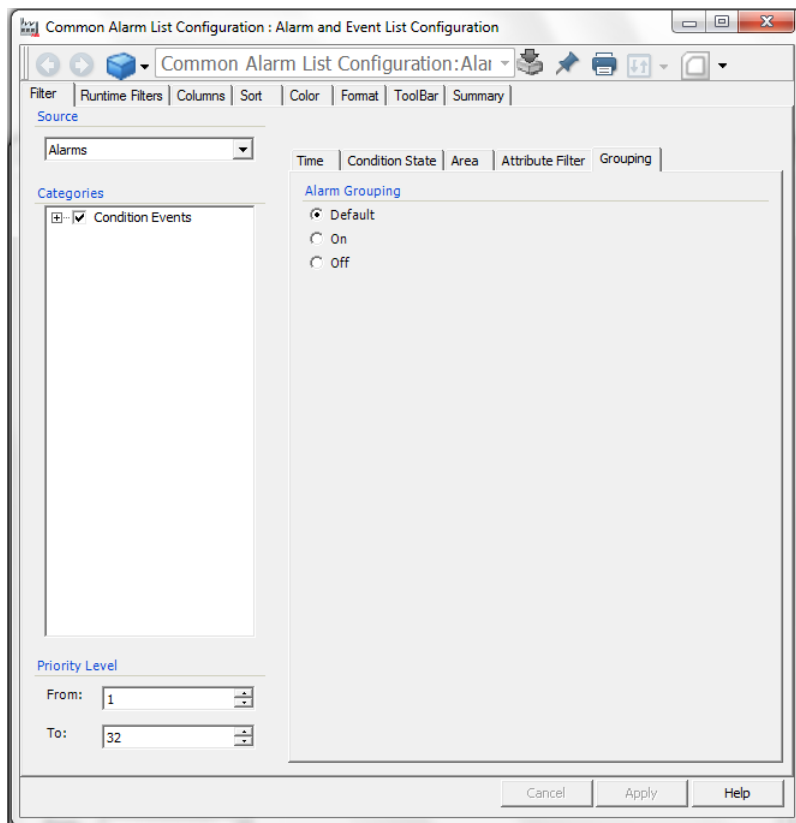 Common Alarm List Configuration : Alarm and Event List Configuration
Common Alarm List Configuration:Alar
Filter Runtime Filters Columns Sort Color Format ToolBar Summary
Source
Alarms
Time Condition State Area Attribute Filter Grouping
Categories
Condition Events
Alarm Grouping
Default
On
Off
Priority Level
From: 1
To: 32
Cancel Apply Help